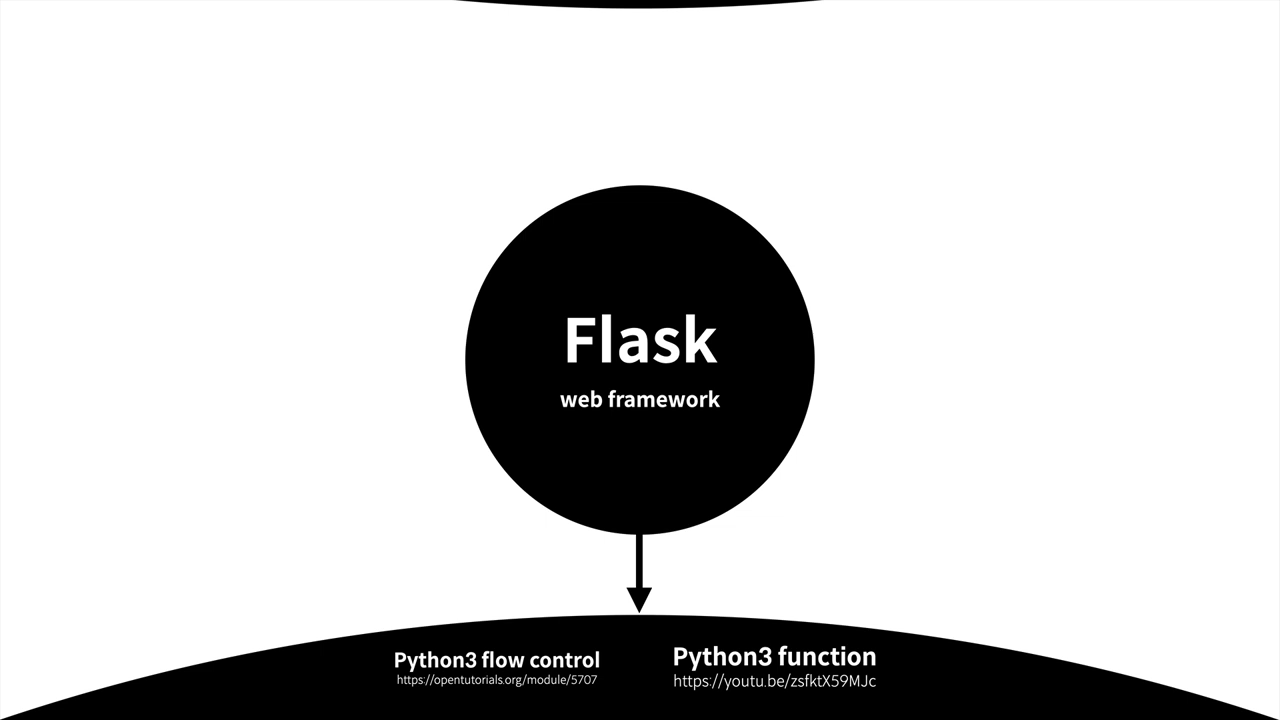 Flask
web framework
Python3 flow control
https://opentutorials.org/module/5707
Python3 function
https://youtu.be/zsfktX59MJc